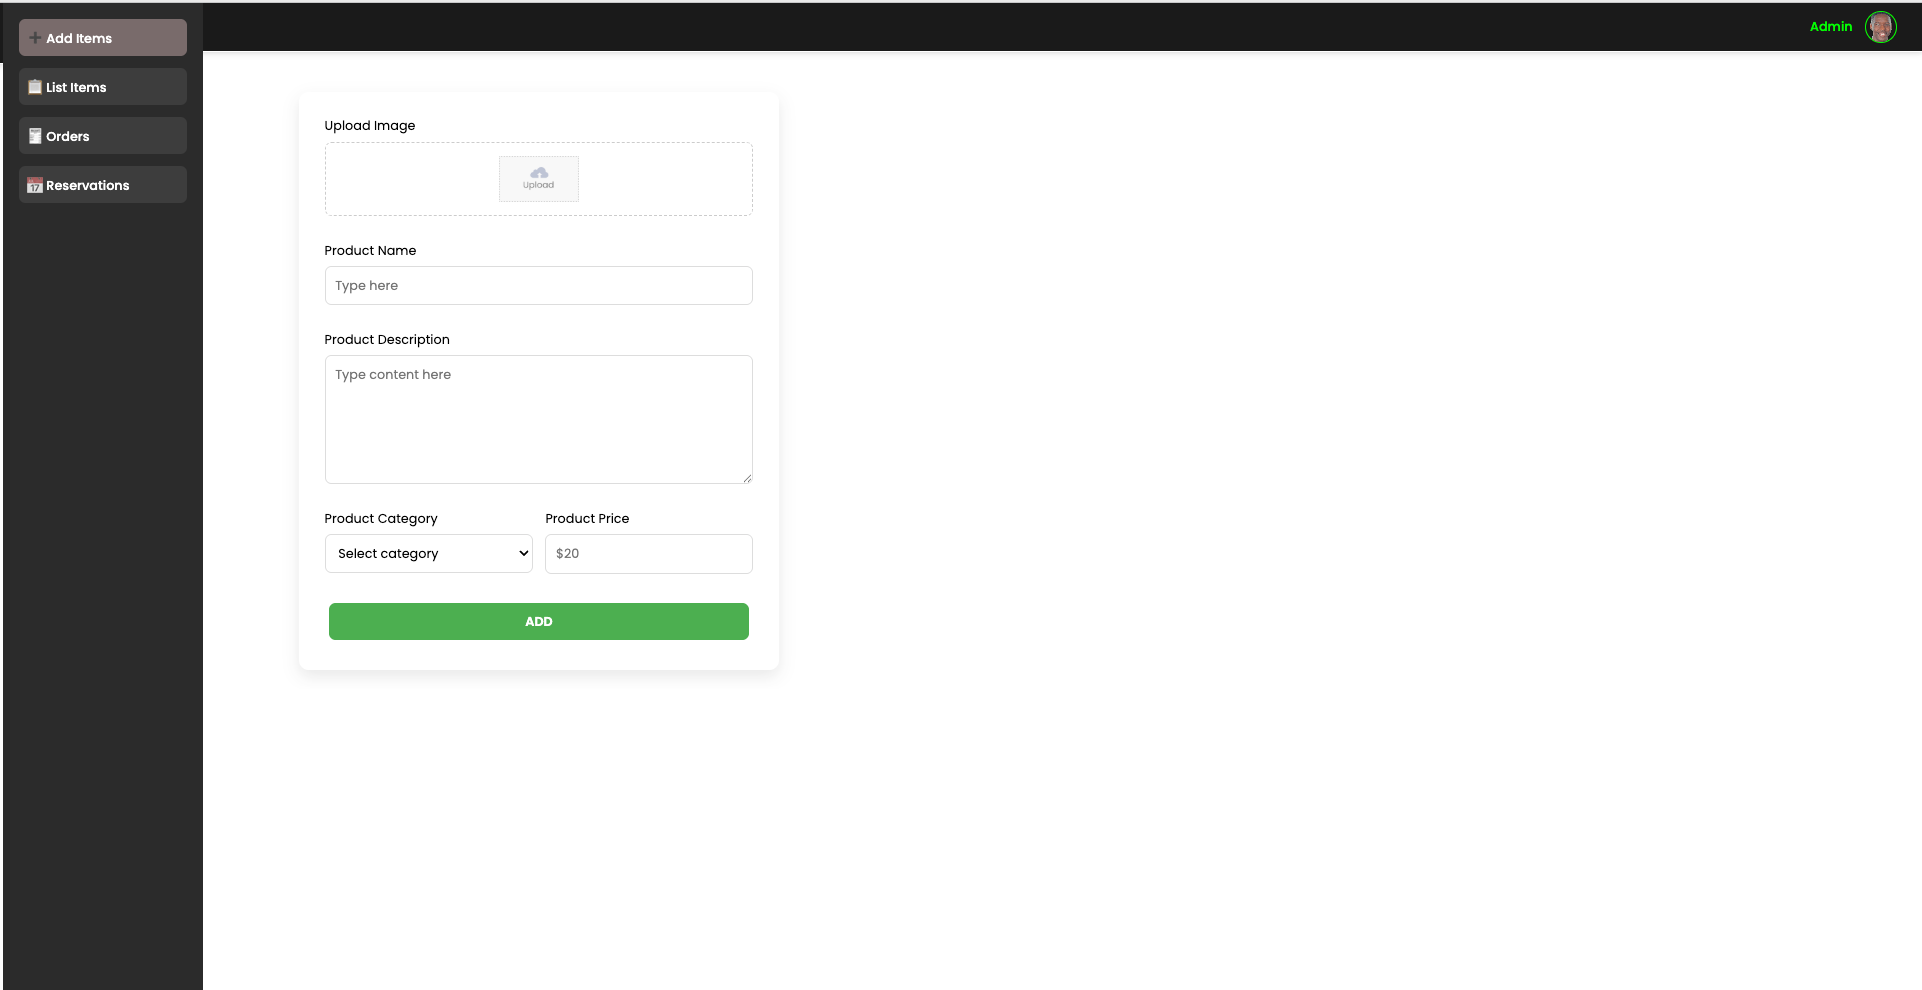 Add Items
List Items
Orders
17
Reservations
Admin
Upload Image
Upload
Product Name
Type here
Product Description
Type content here
Product Category
Product Price
Select category
$20
ADD